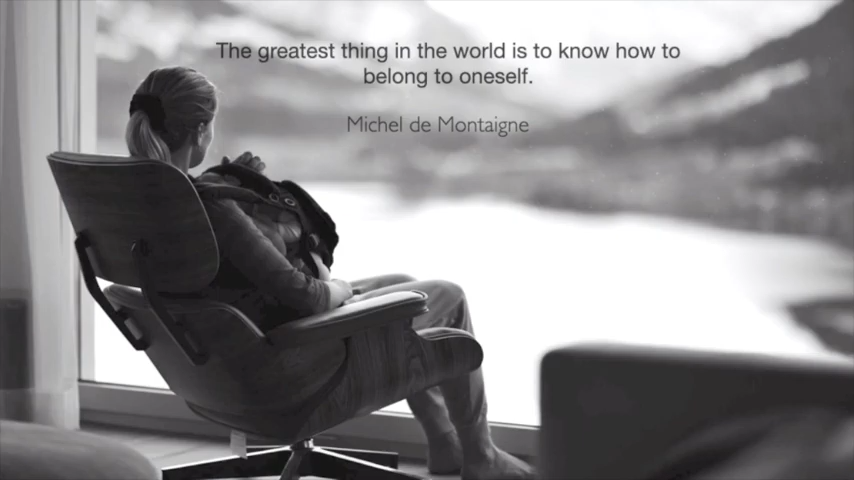 The greatest thing in the world is to know how to
belong to oneself.
Michel de Montaigne